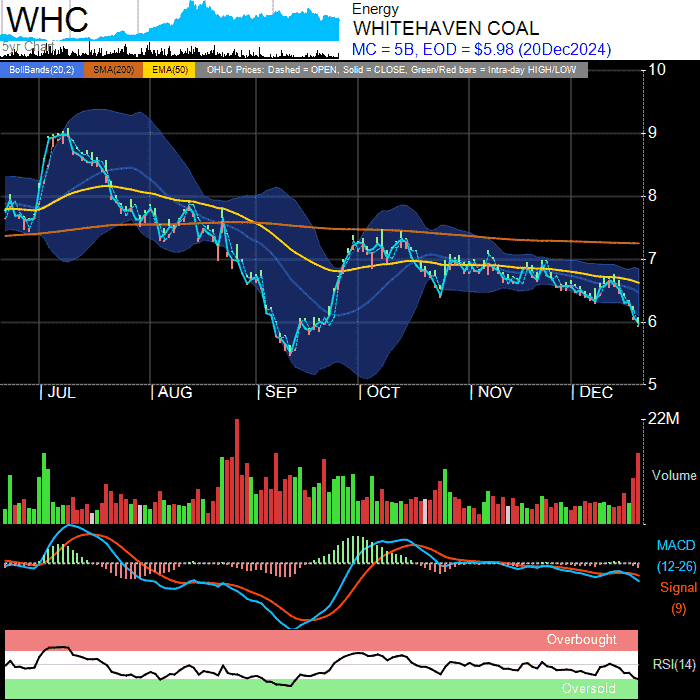 WHC
5yr Chart
Energy
WHITEHAVEN COAL
MC = 5B, EOD = $5.98 (20Dec2024)
BollBands(20,2) SMA(200) EMA(50) OHLC Prices: Dashed = OPEN, Solid = CLOSE, Green/Red bars = Intra-day HIGH/LOW
10
9
8
7
6
5
| JUL | AUG | SEP | OCT | NOV | DEC
22M
Volume
MACD
(12-26)
Signal
(9)
Overbought
RSI(14)
Oversold